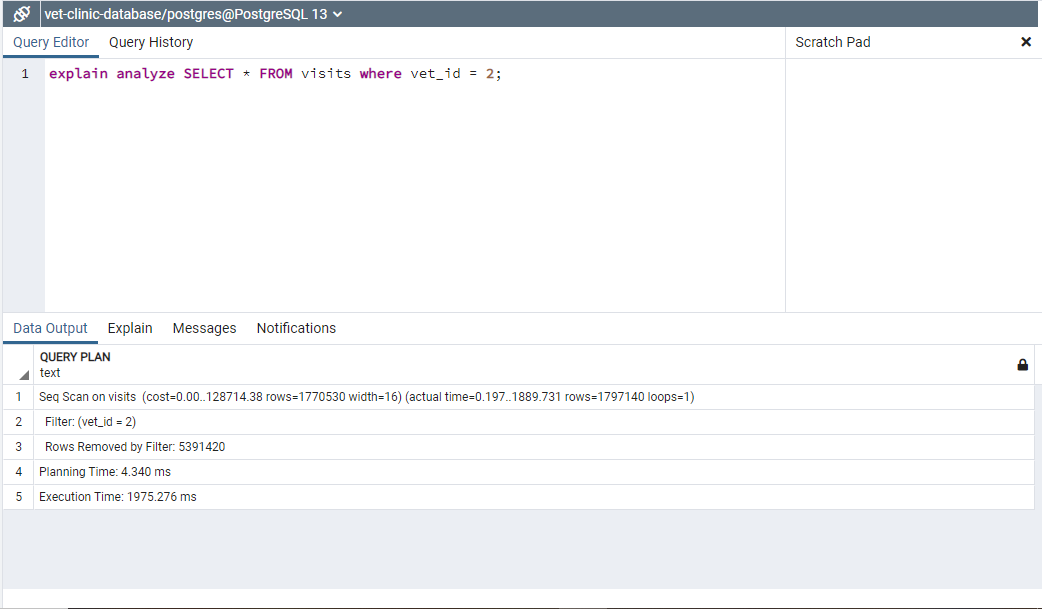 vet-clinic-database/postgres@PostgreSQL 13
Query Editor Query History Scratch Pad
1 explain analyze SELECT * FROM visits where vet_id = 2;
Data Output Explain Messages Notifications
QUERY PLAN
text
1 Seq Scan on visits (cost=0.00..128714.38 rows=1770530 width=16) (actual time=0.197..1889.731 rows=1797140 loops=1)
2 Filter: (vet_id = 2)
3 Rows Removed by Filter: 5391420
4 Planning Time: 4.340 ms
5 Execution Time: 1975.276 ms